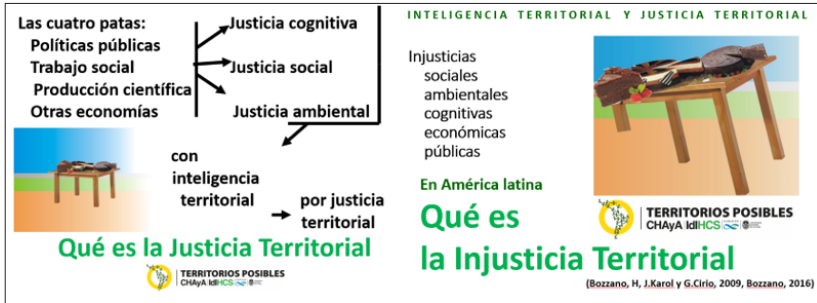 Las cuatro patas:
Políticas públicas
Trabajo social
Producción científica
Otras economías
Justicia cognitiva
Justicia social
Justicia ambiental
con
inteligencia
territorial
por justicia
territorial
Qué es la Justicia Territorial
TERRITORIOS POSIBLES
CHAyA IdIHCS
INTELIGENCIA TERRITORIAL Y JUSTICIA TERRITORIAL
Injusticias
sociales
ambientales
cognitivas
económicas
públicas
En América latina
Qué es
la Injusticia Territorial
TERRITORIOS POSIBLES
CHAyA IdIHCS
(Bozzano, H, J.Karol y G.Cirio, 2009, Bozzano, 2016)